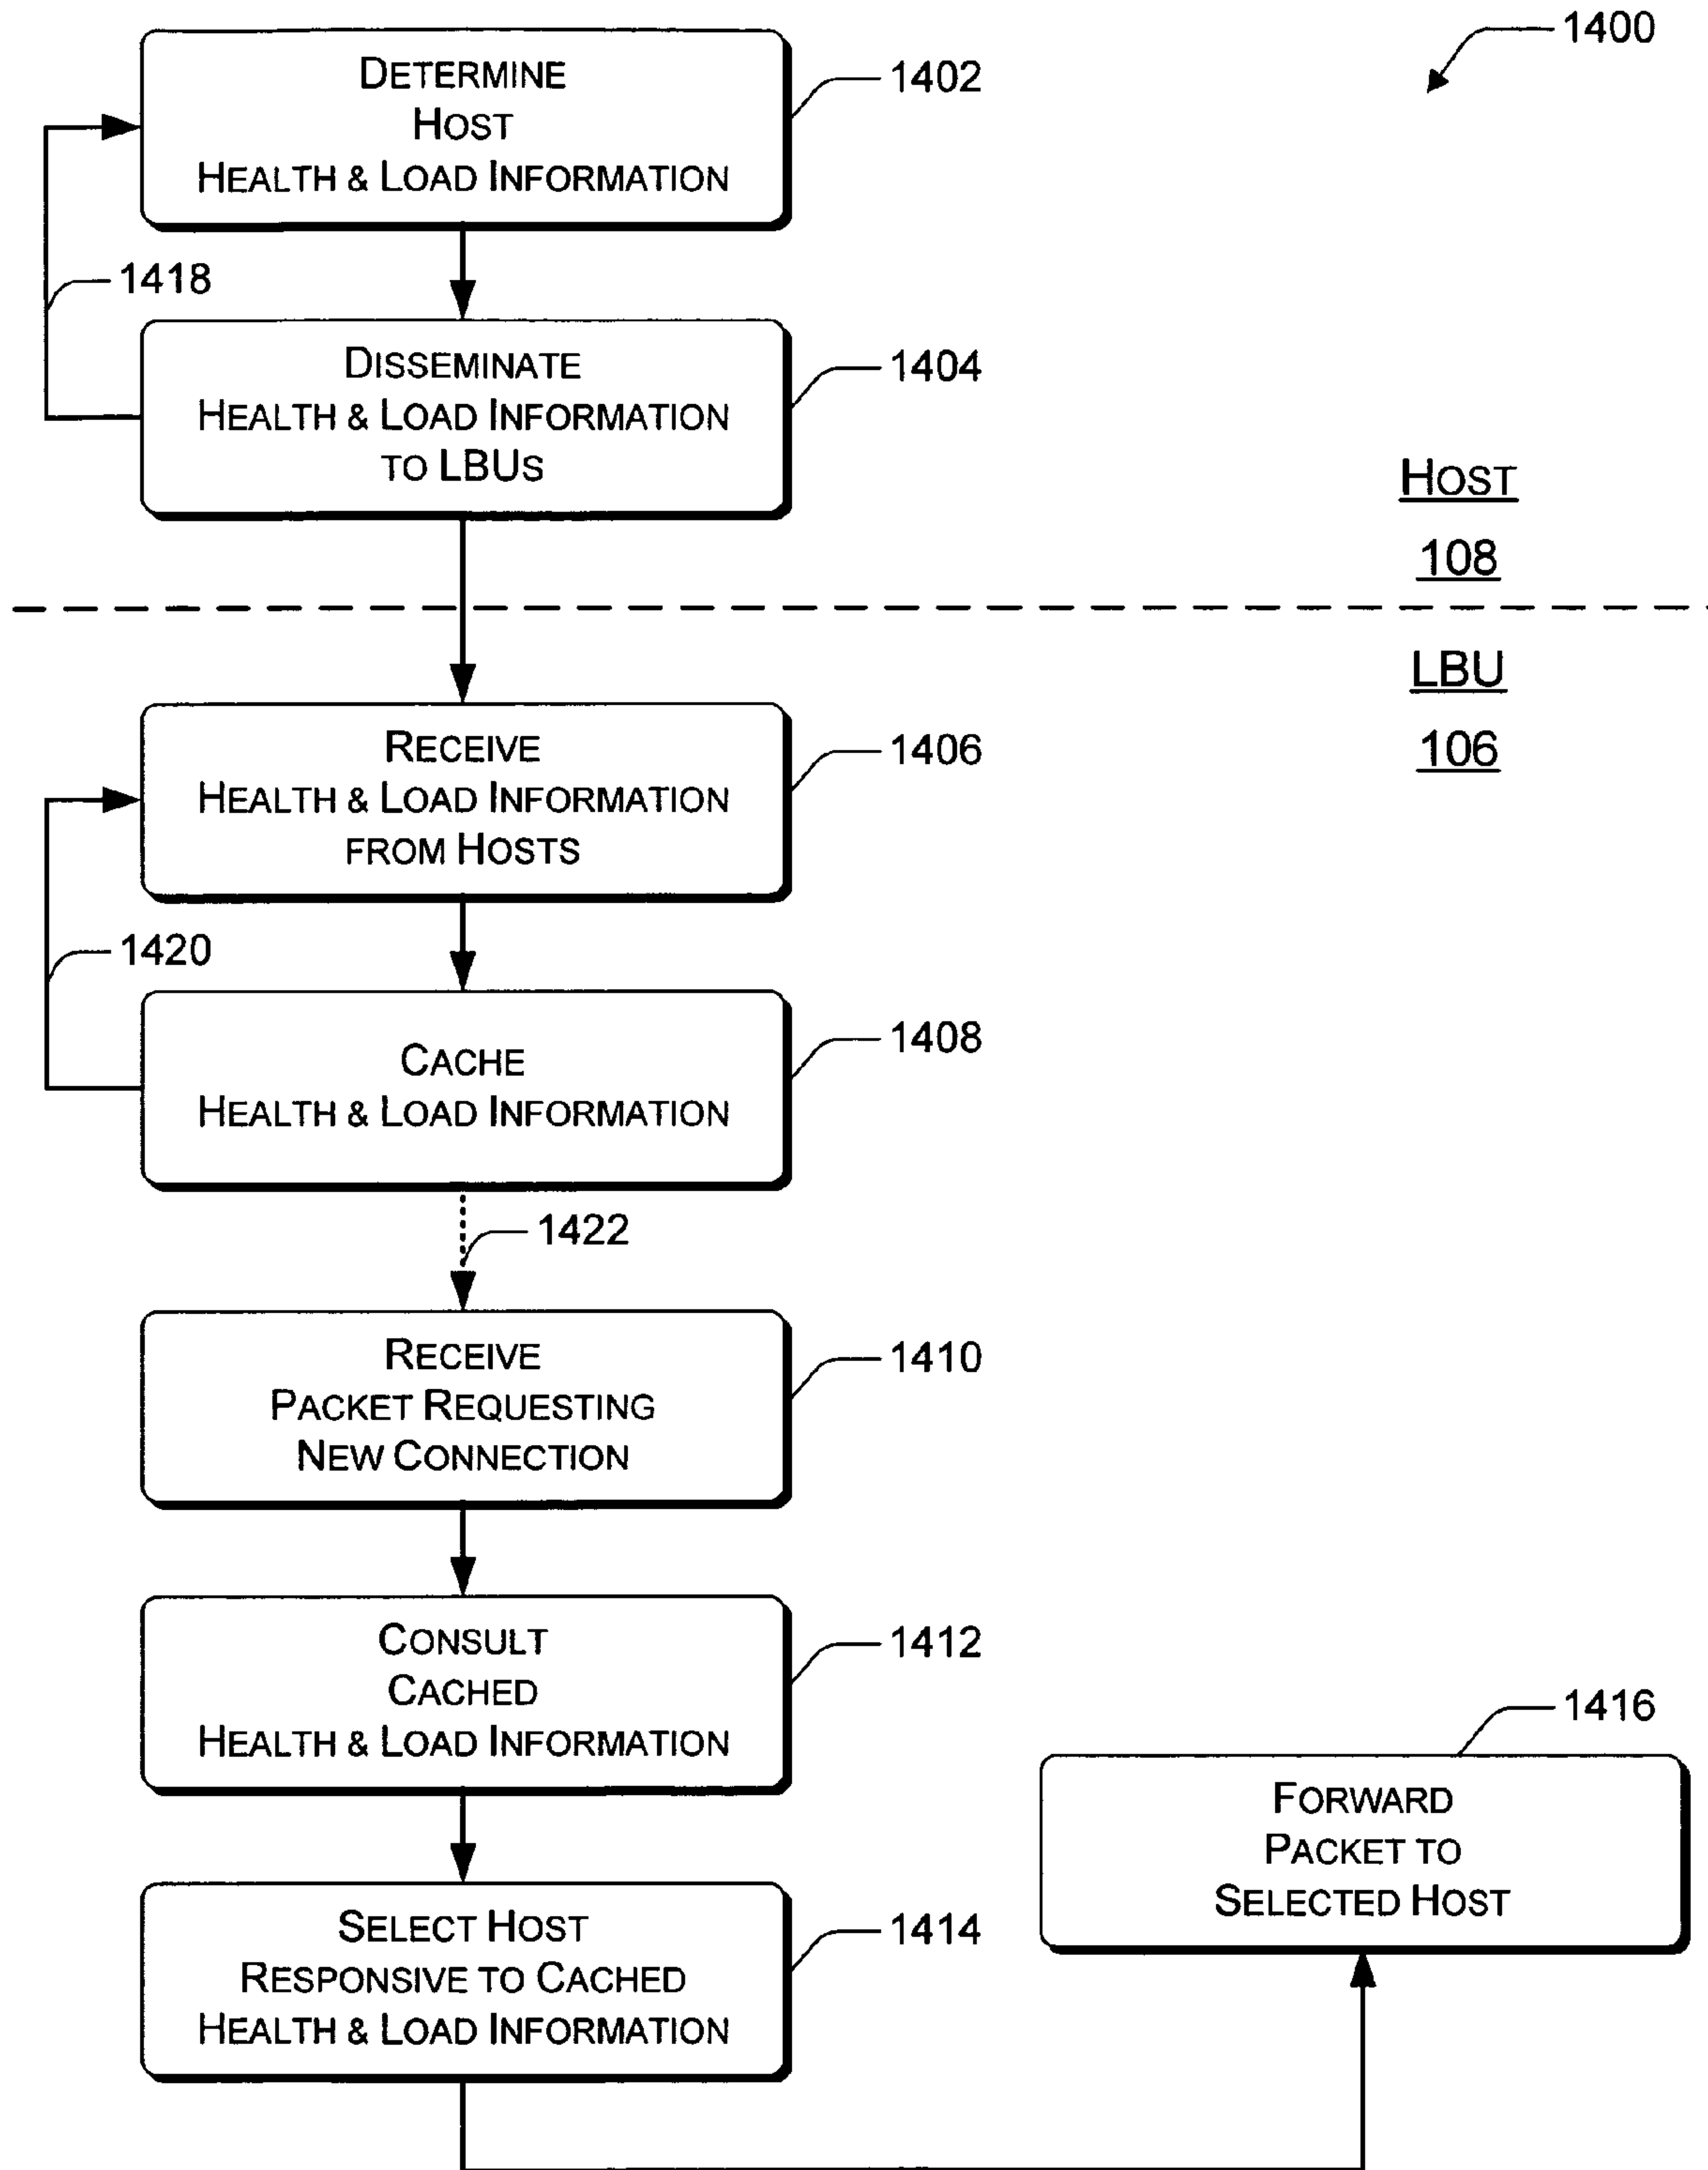 1400
DETERMINE
HOST
HEALTH & LOAD INFORMATION
1402
1418
DISSEMINATE
HEALTH & LOAD INFORMATION
TO LBUS
1404
HOST
108
LBU
106
RECEIVE
HEALTH & LOAD INFORMATION
FROM HOSTS
1406
1420
CACHE
HEALTH & LOAD INFORMATION
1408
1422
RECEIVE
PACKET REQUESTING
NEW CONNECTION
1410
CONSULT
CACHED
HEALTH & LOAD INFORMATION
1412
SELECT HOST
RESPONSIVE TO CACHED
HEALTH & LOAD INFORMATION
1414
1416
FORWARD
PACKET TO
SELECTED HOST